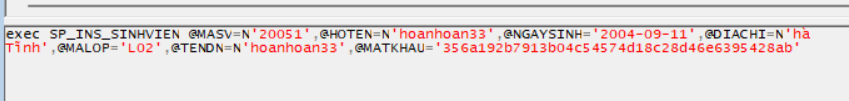 exec SP_INS_SINHVIEN @MASV=N'20051',@HOTEN=N'hoanhoan33',@NGAYSINH='2004-09-11',@DIACHI=N'hà
Tĩnh',@MALOP='L02',@TENDN=N'hoanhoan33',@MATKHAU='356a192b7913b04c54574d18c28d46e6395428ab'